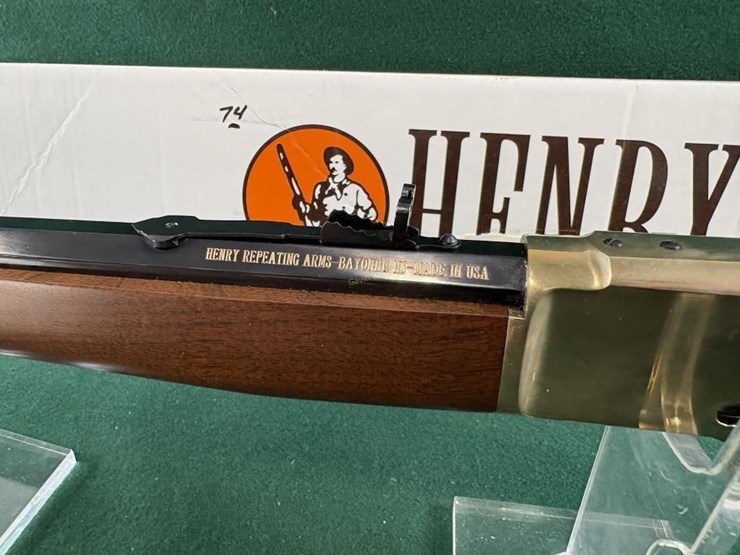 74
HENRY
HENRY REPEATING ARMS-BAYONNE NJ-MADE IN USA